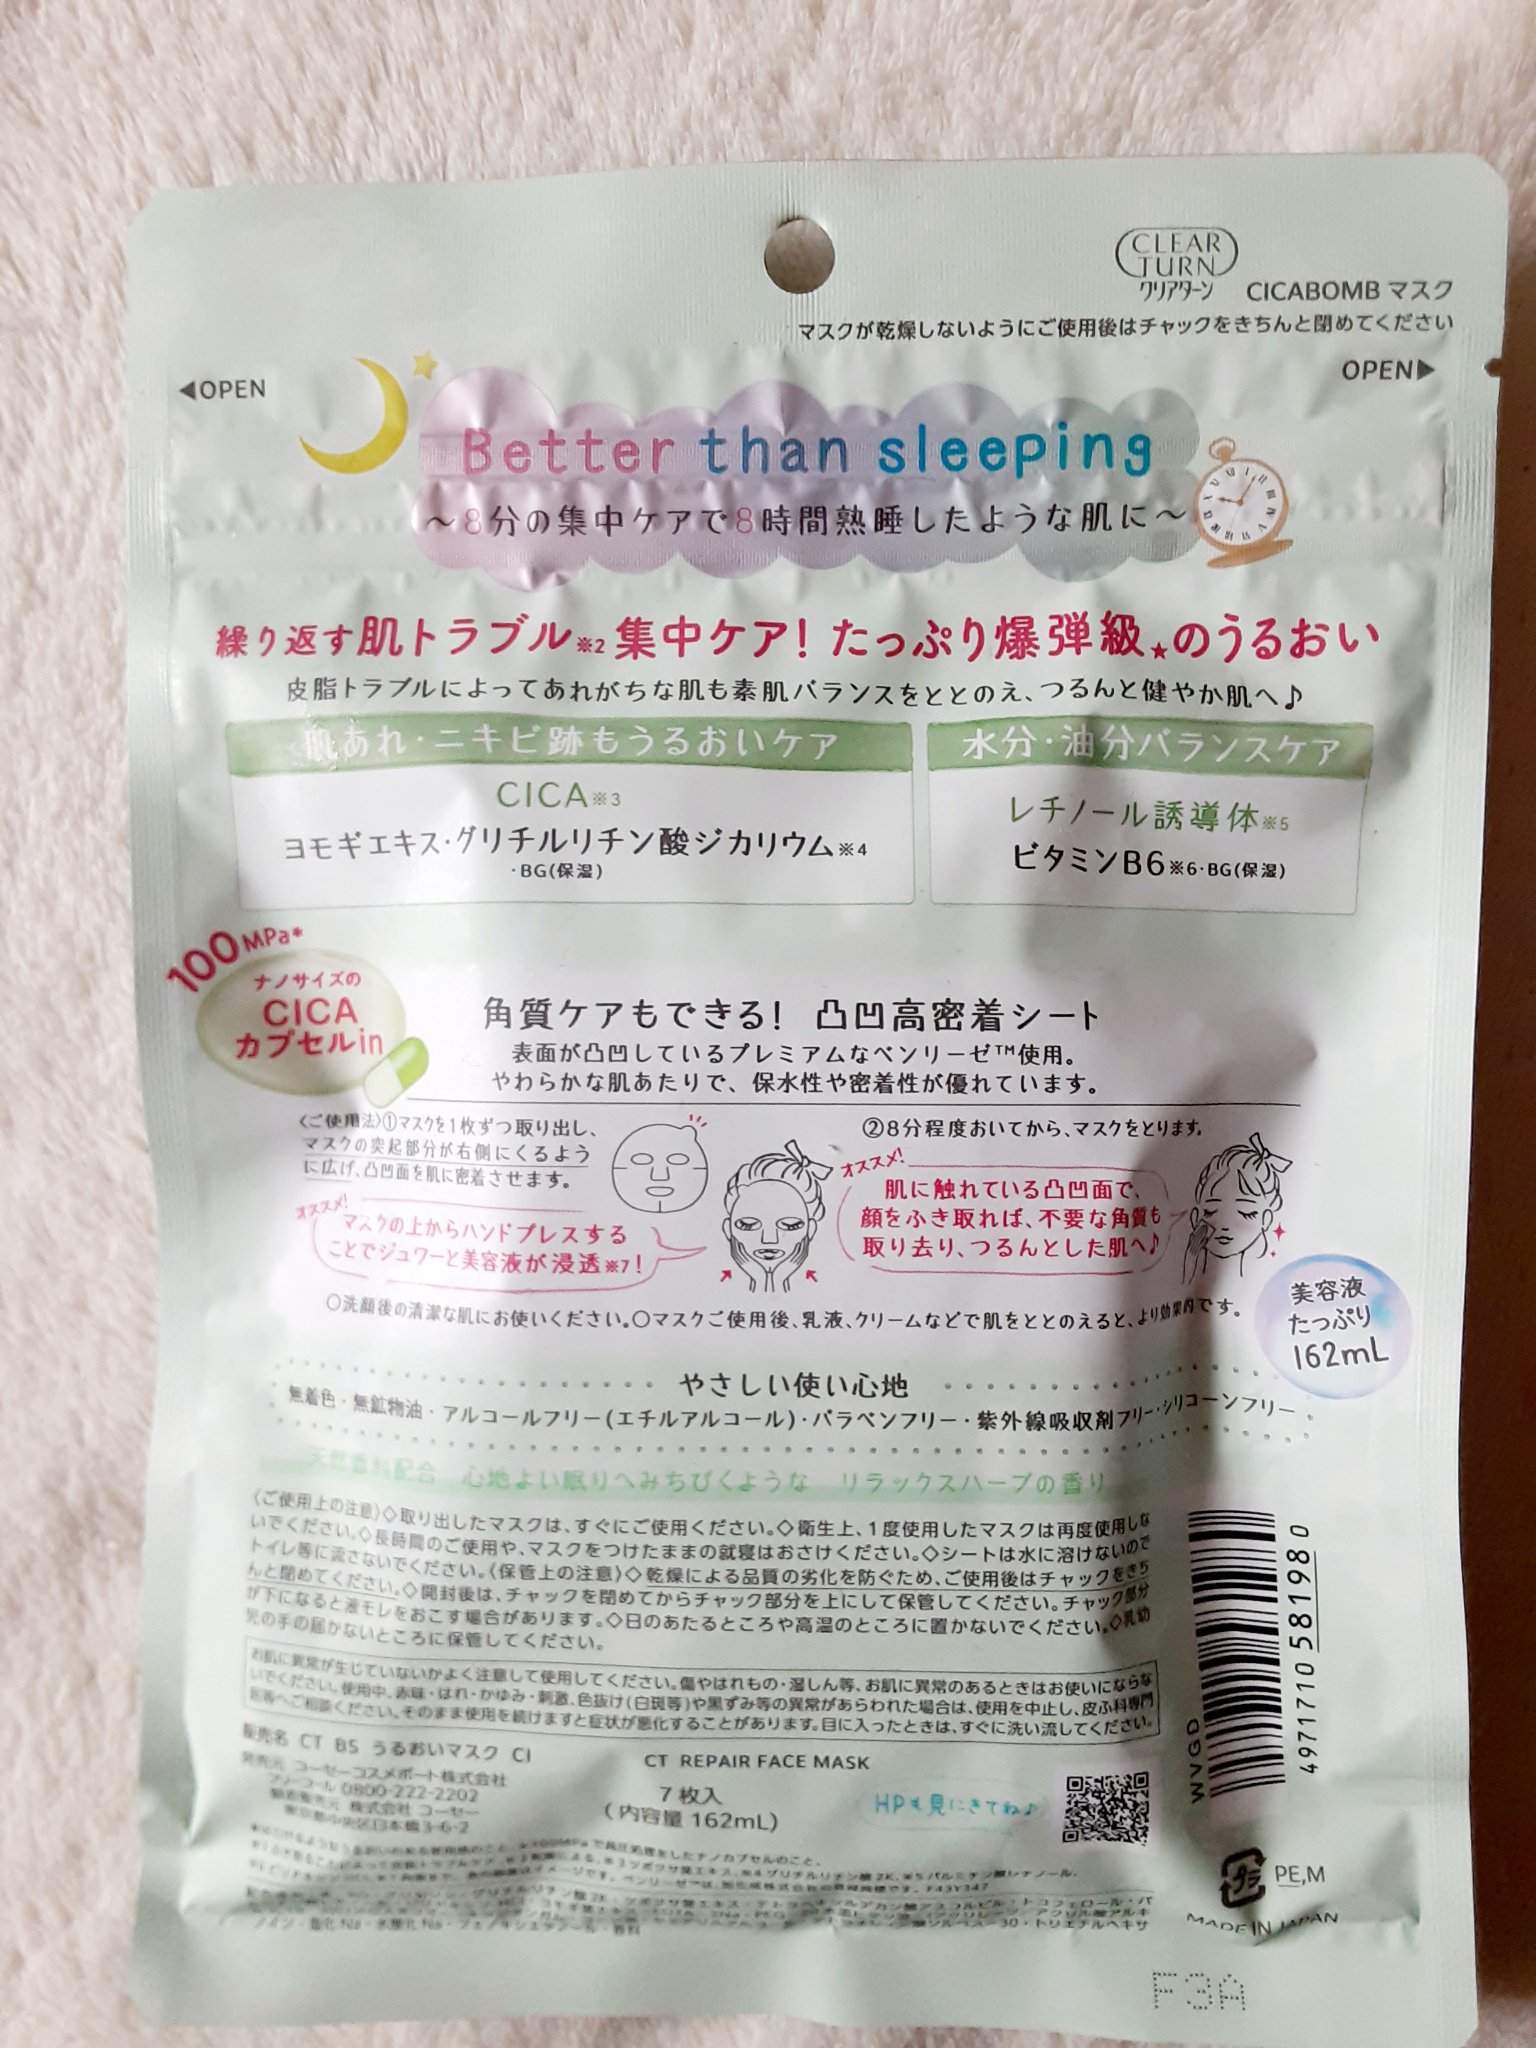 CLEAR
TURN
クリアターン CICABOMB マスク
マスクが乾燥しないようにご使用後はチャックをきちんと閉めてください
◀OPEN
OPEN▶
Better than sleeping
～8分の集中ケアで8時間熟睡したような肌に～
繰り返す肌トラブル※2 集中ケア! たっぷり爆弾級★のうるおい
皮脂トラブルによってあれがちな肌も素肌バランスをととのえ、つるんと健やか肌へ♪
肌あれ・ニキビ跡もうるおいケア
CICA※3
ヨモギエキス・グリチルリチン酸ジカリウム※4
・BG(保湿)
水分・油分バランスケア
レチノール誘導体※5
ビタミンB6※6・BG(保湿)
100MPa*
ナノサイズの
CICA
カプセルin
角質ケアもできる! 凸凹高密着シート
表面が凸凹しているプレミアムなベンリーゼ™使用。
やわらかな肌あたりで、保水性や密着性が優れています。
〈ご使用法〉①マスクを1枚ずつ取り出し、
マスクの突起部分が右側にくるよう
に広げ、凸凹面を肌に密着させます。
オススメ!
マスクの上からハンドプレスする
ことでジュワーと美容液が浸透※7!
②8分程度おいてから、マスクをとります。
オススメ!
肌に触れている凸凹面で、
顔をふき取れば、不要な角質も
取り去り、つるんとした肌へ♪
○洗顔後の清潔な肌にお使いください。○マスクご使用後、乳液、クリームなどで肌をととのえると、より効果的です。
美容液
たっぷり
162mL
やさしい使い心地
無着色・無鉱物油・アルコールフリー(エチルアルコール)・パラベンフリー・紫外線吸収剤フリー・シリコーンフリー
天然香料配合 心地よい眠りへみちびくような リラックスハーブの香り
〈ご使用上の注意〉◇取り出したマスクは、すぐにご使用ください。◇衛生上、1度使用したマスクは再度使用しな
いでください。◇長時間のご使用や、マスクをつけたままの就寝はおさけください。◇シートは水に溶けないので
トイレ等に流さないでください。〈保管上の注意〉◇乾燥による品質の劣化を防ぐため、ご使用後はチャックをきち
んと閉めてください。◇開封後は、チャックを閉めてからチャック部分を上にして保管してください。チャック部分
が下になると液モレをおこす場合があります。◇日のあたるところや高温のところに置かないでください。◇乳幼
児の手の届かないところに保管してください。
お肌に異常が生じていないかよく注意して使用してください。傷やはれもの・湿しん等、お肌に異常のあるときはお使いにならな
いでください。使用中、赤味・はれ・かゆみ・刺激、色抜け(白斑等)や黒ずみ等の異常があらわれた場合は、使用を中止し、皮ふ科専門
医等へご相談ください。そのまま使用を続けますと症状が悪化することがあります。目に入ったときは、すぐに洗い流してください。
販売名 CT BS うるおいマスク CI
CT REPAIR FACE MASK
発売元 コーセーコスメポート株式会社
フリーコール 0800-222-2202
製造販売元 株式会社 コーセー
東京都中央区日本橋3-6-2
7枚入
(内容量 162mL)
HPも見にきてね♪
WVGD
4971710 581980
PE,M
MADE IN JAPAN
F3A